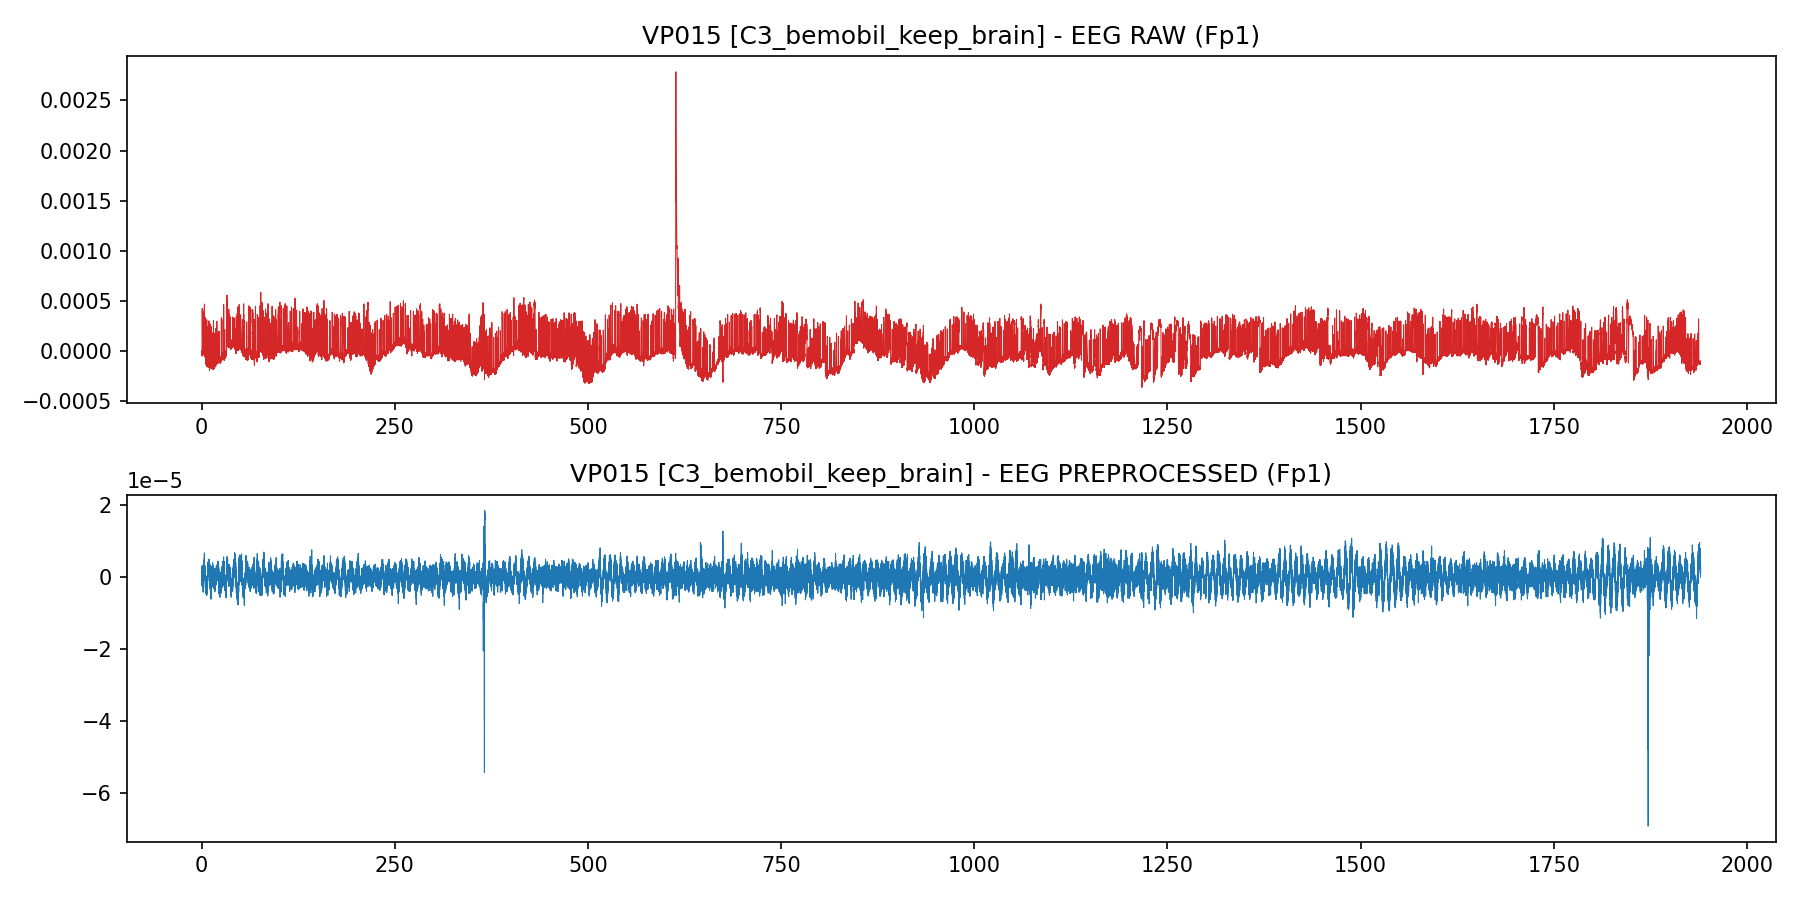 VP015 [C3_bemobil_keep_brain] - EEG RAW (Fp1)
0.0025
0.0020
0.0015
0.0010
0.0005
0.0000
−0.0005
0 250 500 750 1000 1250 1500 1750 2000
VP015 [C3_bemobil_keep_brain] - EEG PREPROCESSED (Fp1)
1e−5
2
0
−2
−4
−6
0 250 500 750 1000 1250 1500 1750 2000